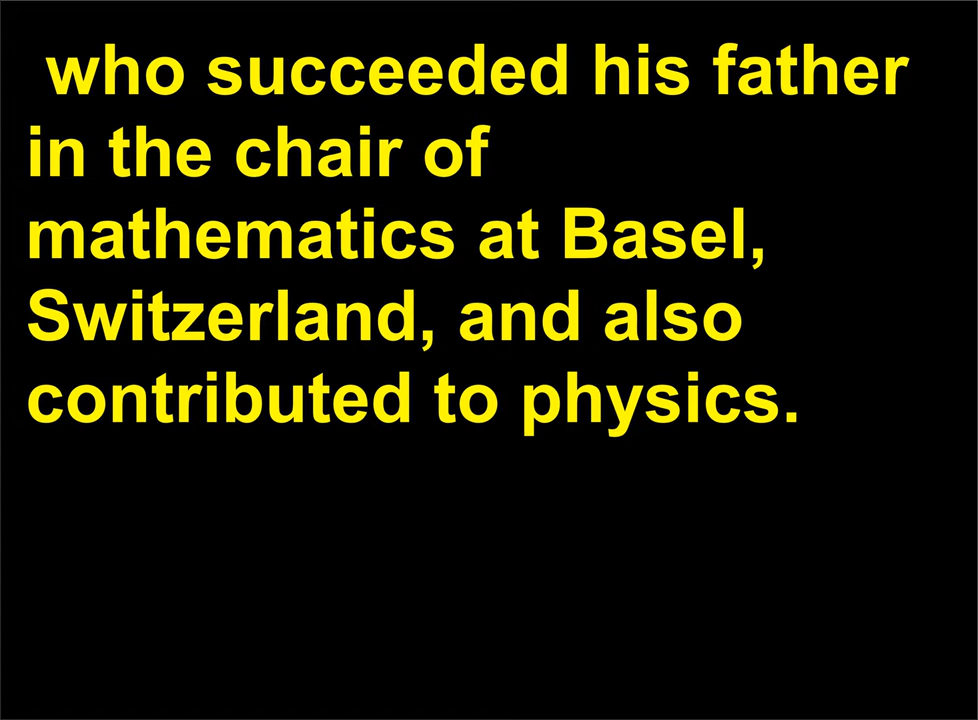 who succeeded his father
in the chair of
mathematics at Basel,
Switzerland, and also
contributed to physics.